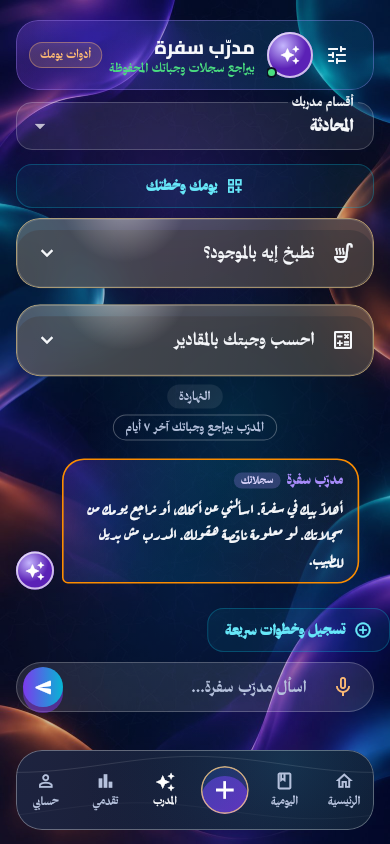 مدرّب سفرة
بيراجع سجلات وجباتك المحفوظة
أدوات يومك
أقسام مدربك
المحادثة
يومك وخطتك
نطبخ إيه بالموجود؟
احسب وجبتك بالمقادير
النهاردة
المدرّب بيراجع وجباتك آخر ٧ أيام
مدرّب سفرة سجلاتك
أهلاً بيك في سفرة. اسألني عن أكلك، أو نراجع يومك من
سجلاتك. لو معلومة ناقصة هقولك. المدرب مش بديل
للطبيب.
تسجيل وخطوات سريعة
اسأل مدرّب سفرة...
الرئيسية
اليومية
المدرب
تقدمي
حسابي